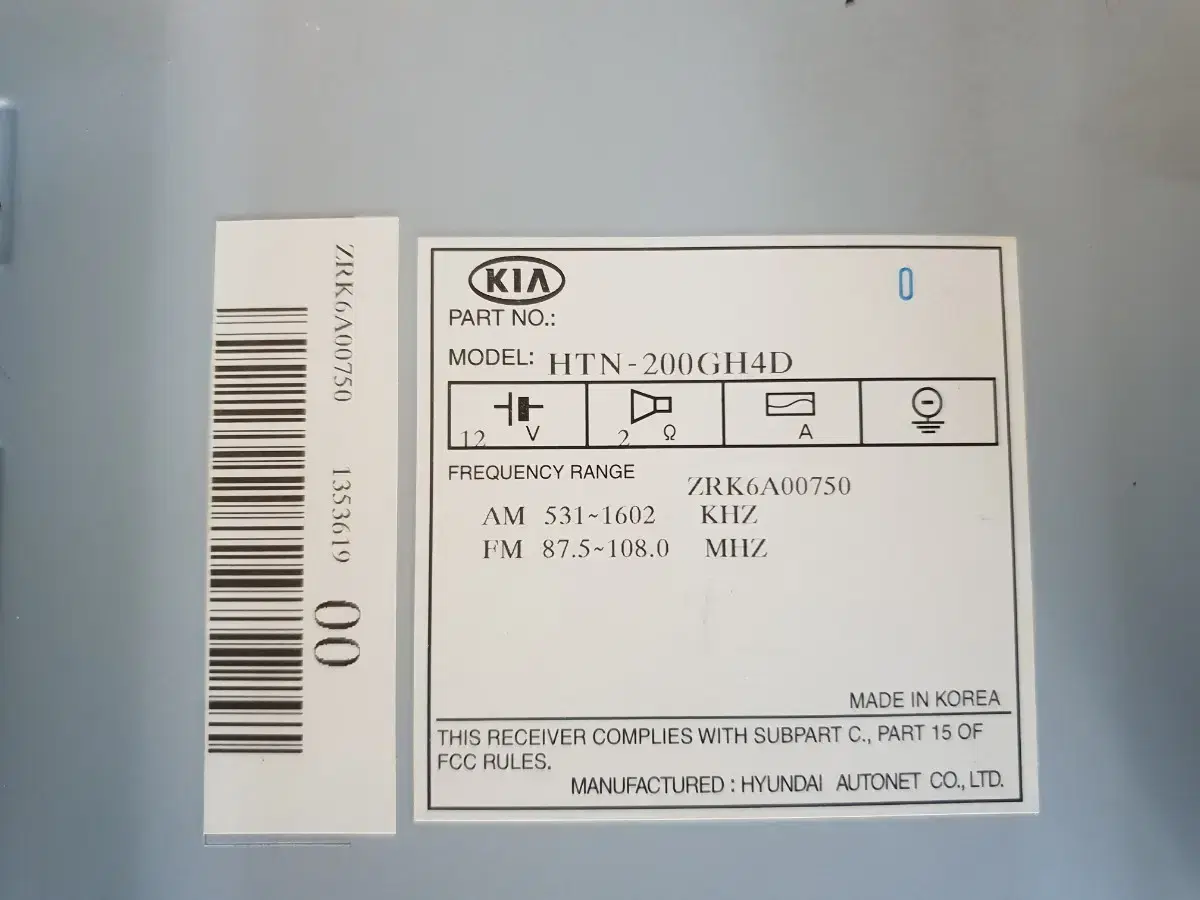 ZRK6A00750 1353619 00
KIA
0
PART NO.:
MODEL: HTN-200GH4D
12 V 2 Ω A
FREQUENCY RANGE
ZRK6A00750
AM 531~1602 KHZ
FM 87.5~108.0 MHZ
MADE IN KOREA
THIS RECEIVER COMPLIES WITH SUBPART C., PART 15 OF
FCC RULES.
MANUFACTURED : HYUNDAI AUTONET CO., LTD.